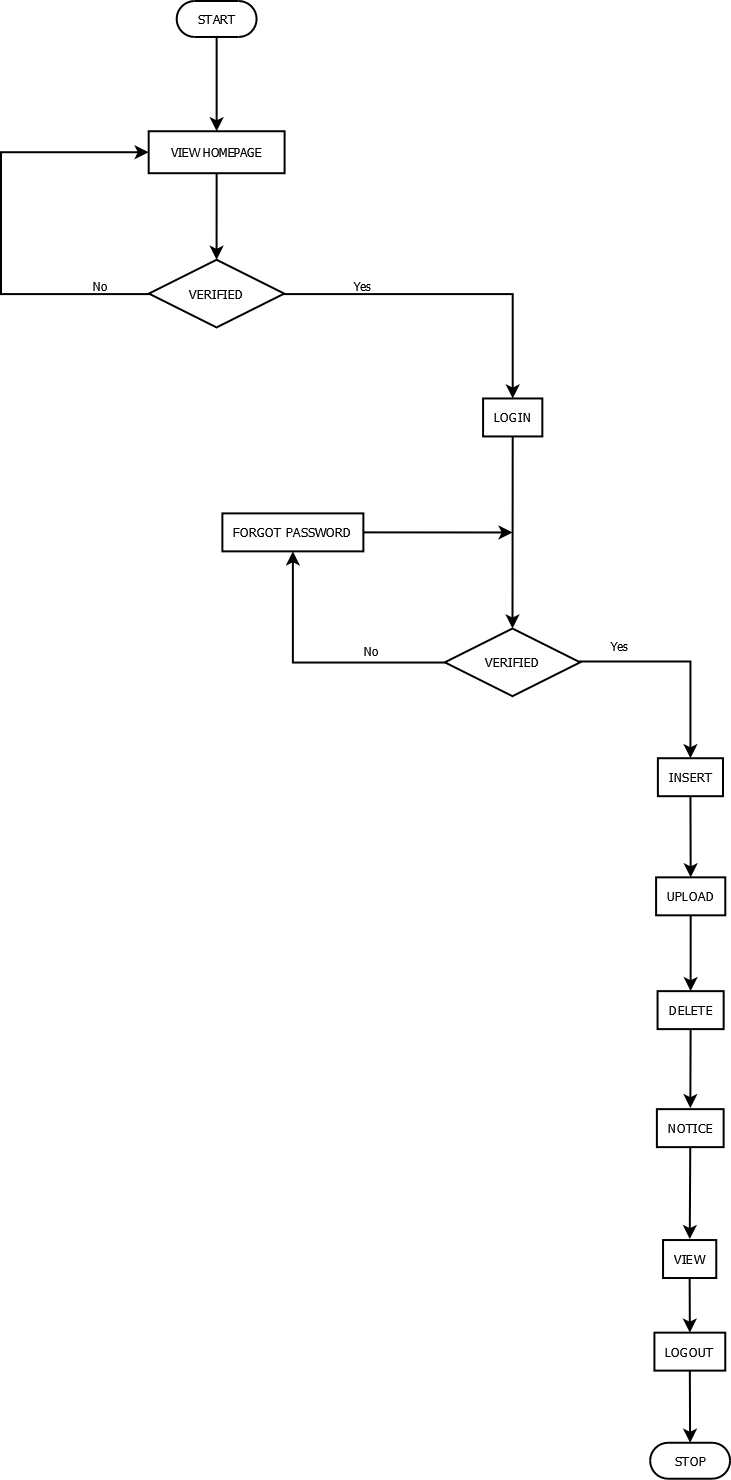 START
VIEW HOMEPAGE
No
VERIFIED
Yes
LOGIN
FORGOT PASSWORD
No
VERIFIED
Yes
INSERT
UPLOAD
DELETE
NOTICE
VIEW
LOGOUT
STOP